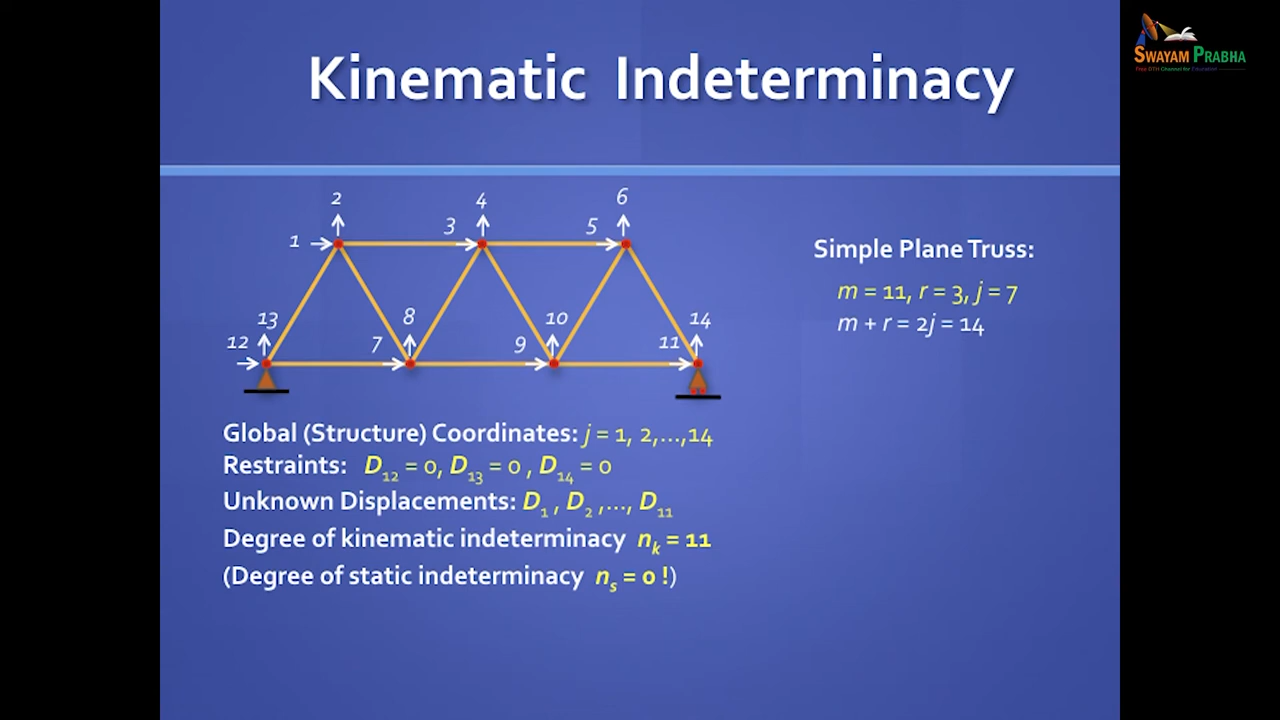 SWAYAM PRABHA
Kinematic Indeterminacy
2
4
6
1
3
5
Simple Plane Truss:
m = 11, r = 3, j = 7
m + r = 2j = 14
13
8
10
14
12
7
9
11
Global (Structure) Coordinates: j = 1, 2,...,14
Restraints: D12 = 0, D13 = 0 , D14 = 0
Unknown Displacements: D1 , D2 ,..., D11
Degree of kinematic indeterminacy nk = 11
(Degree of static indeterminacy ns = 0 !)